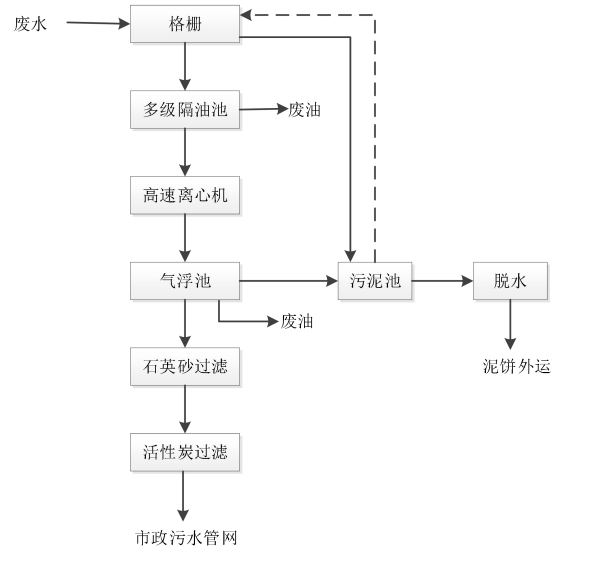 废水
格栅
多级隔油池
废油
高速离心机
气浮池
污泥池
脱水
废油
石英砂过滤
泥饼外运
活性炭过滤
市政污水管网